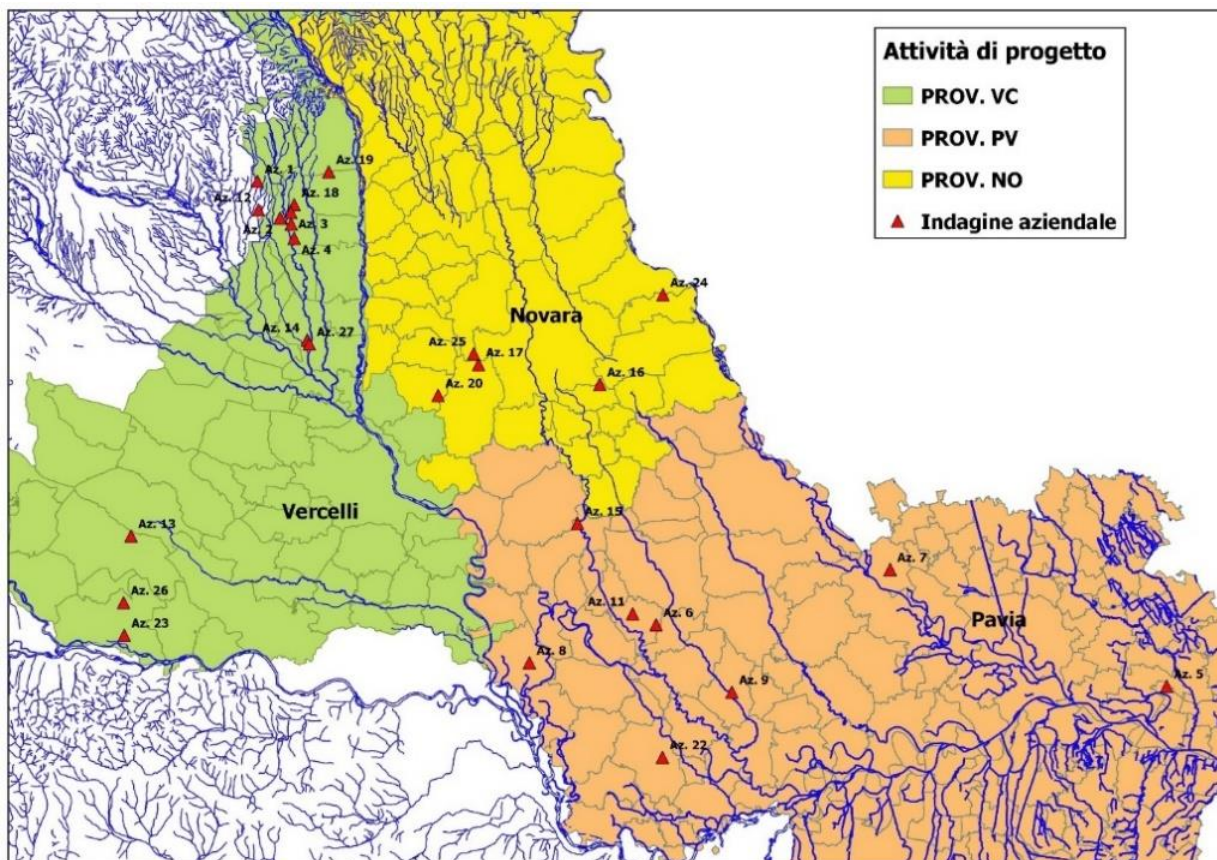 Attività di progetto
PROV. VC
PROV. PV
PROV. NO
Indagine aziendale
Az. 19
Az. 1
Az. 12
Az. 18
Az. 2
Az. 3
Az. 4
Az. 24
Novara
Az. 14
Az. 27
Az. 25
Az. 17
Az. 16
Az. 20
Vercelli
Az. 13
Az. 15
Az. 7
Az. 26
Az. 11
Az. 6
Pavia
Az. 23
Az. 8
Az. 9
Az. 5
Az. 22